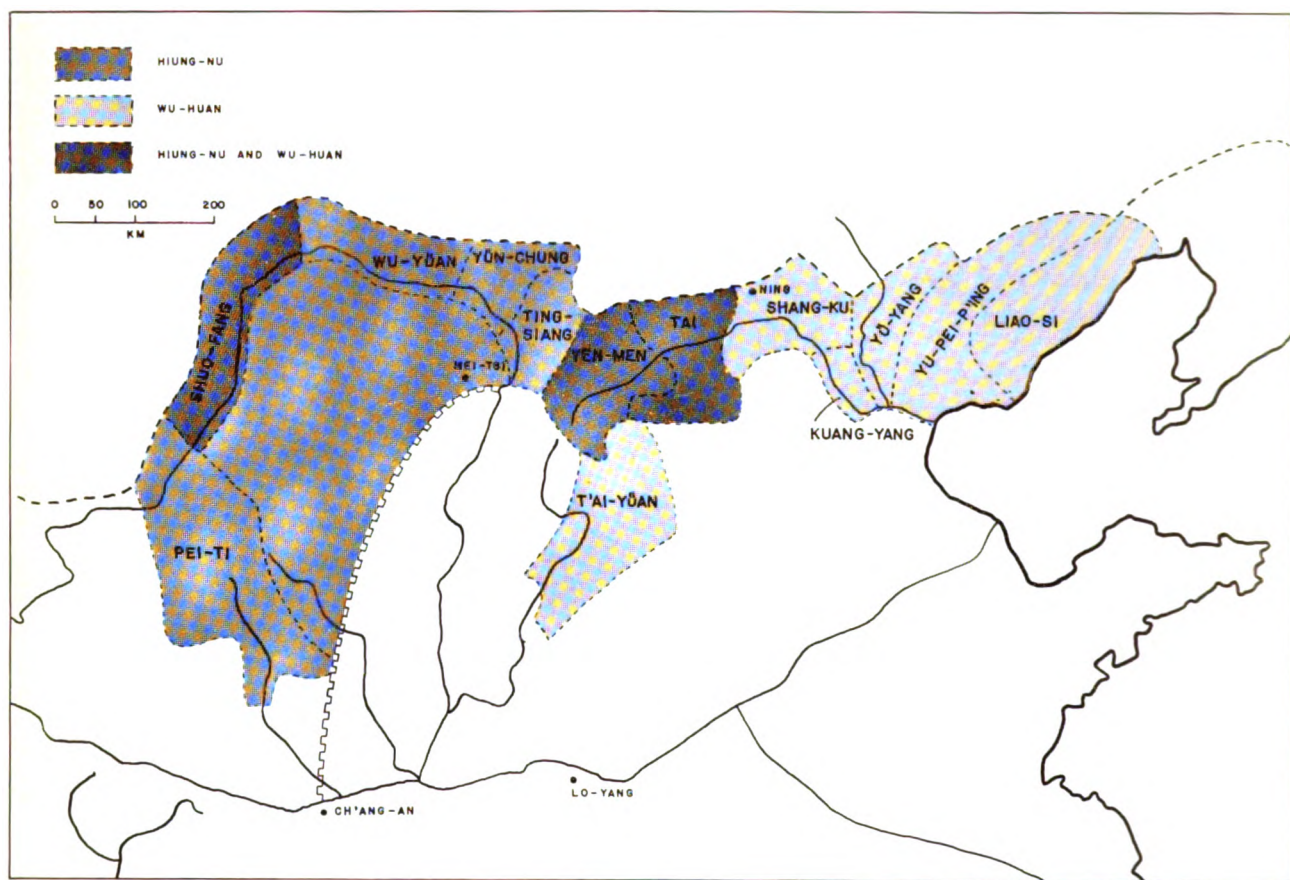 HIUNG-NU
WU-HUAN
HIUNG-NU AND WU-HUAN
0 50 100 200
KM
WU-YÜAN
YÜN-CHUNG
TING-
SIANG
SHUO-FANG
NING
SHANG-KU
TAI
YEN-MEN
YÜ-YANG
YU-PEI-P'ING
LIAO-SI
KUANG-YANG
T'AI-YÜAN
PEI-TI
LO-YANG
CH'ANG-AN